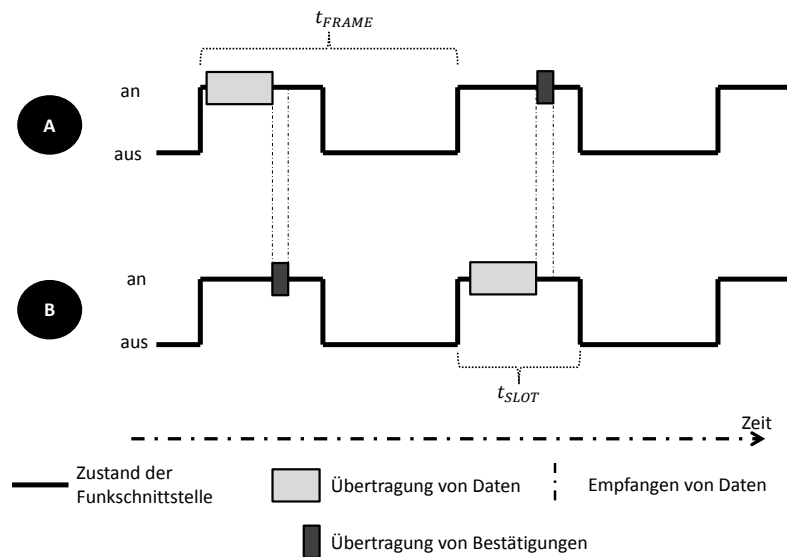 t_FRAME
an
A
aus
an
B
aus
t_SLOT
Zeit
Zustand der
Funkschnittstelle
Übertragung von Daten
Empfangen von Daten
Übertragung von Bestätigungen